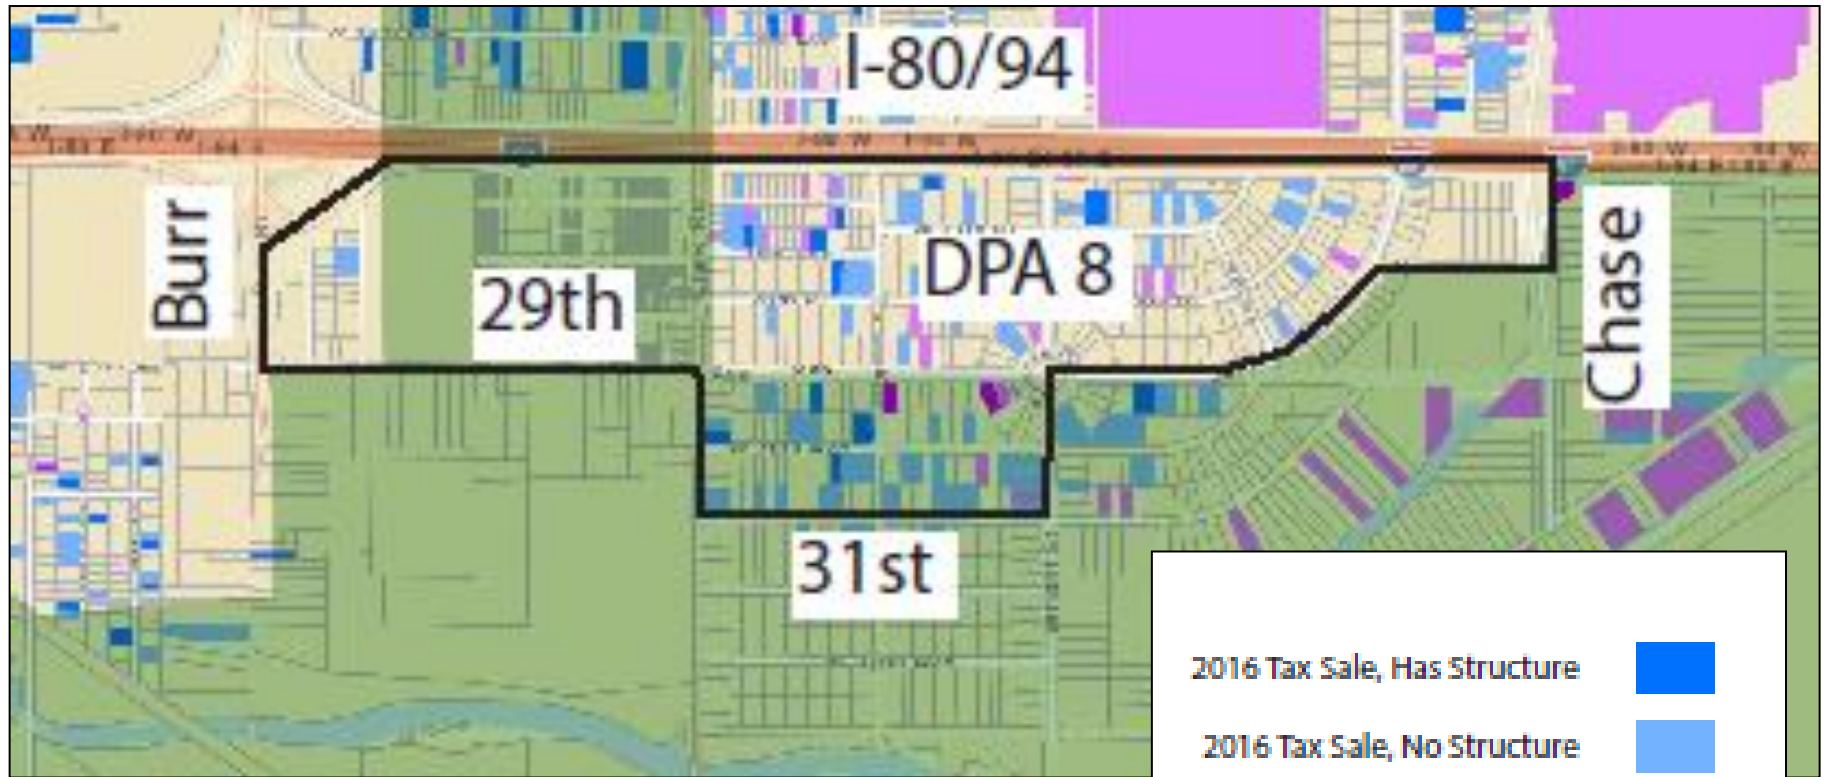 I-80/94
Burr
29th
DPA 8
Chase
31st
2016 Tax Sale, Has Structure
2016 Tax Sale, No Structure